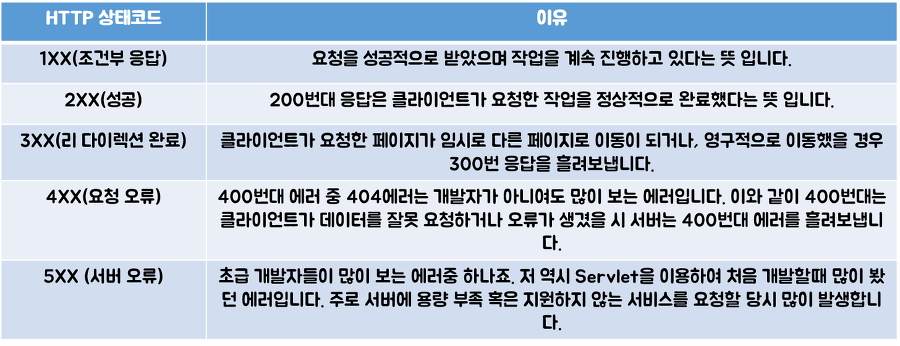 HTTP 상태코드 이유
1XX(조건부 응답) 요청을 성공적으로 받았으며 작업을 계속 진행하고 있다는 뜻 입니다.
2XX(성공) 200번대 응답은 클라이언트가 요청한 작업을 정상적으로 완료했다는 뜻 입니다.
3XX(리 다이렉션 완료) 클라이언트가 요청한 페이지가 임시로 다른 페이지로 이동이 되거나, 영구적으로 이동했을 경우
300번 응답을 흘려보냅니다.
4XX(요청 오류) 400번대 에러 중 404에러는 개발자가 아니여도 많이 보는 에러입니다. 이와 같이 400번대는
클라이언트가 데이터를 잘못 요청하거나 오류가 생겼을 시 서버는 400번대 에러를 흘려보냅니
다.
5XX (서버 오류) 초급 개발자들이 많이 보는 에러중 하나죠. 저 역시 Servlet을 이용하여 처음 개발할때 많이 봤
던 에러입니다. 주로 서버에 용량 부족 혹은 지원하지 않는 서비스를 요청할 당시 많이 발생합니
다.